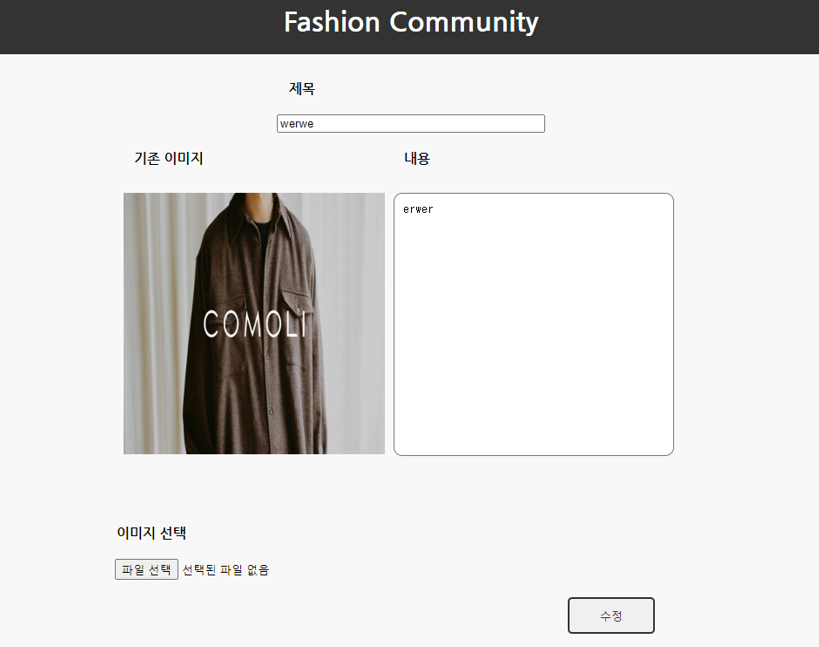 Fashion Community
제목
werwe
기존 이미지
내용
erwer
COMOLI
이미지 선택
파일 선택 선택된 파일 없음
수정